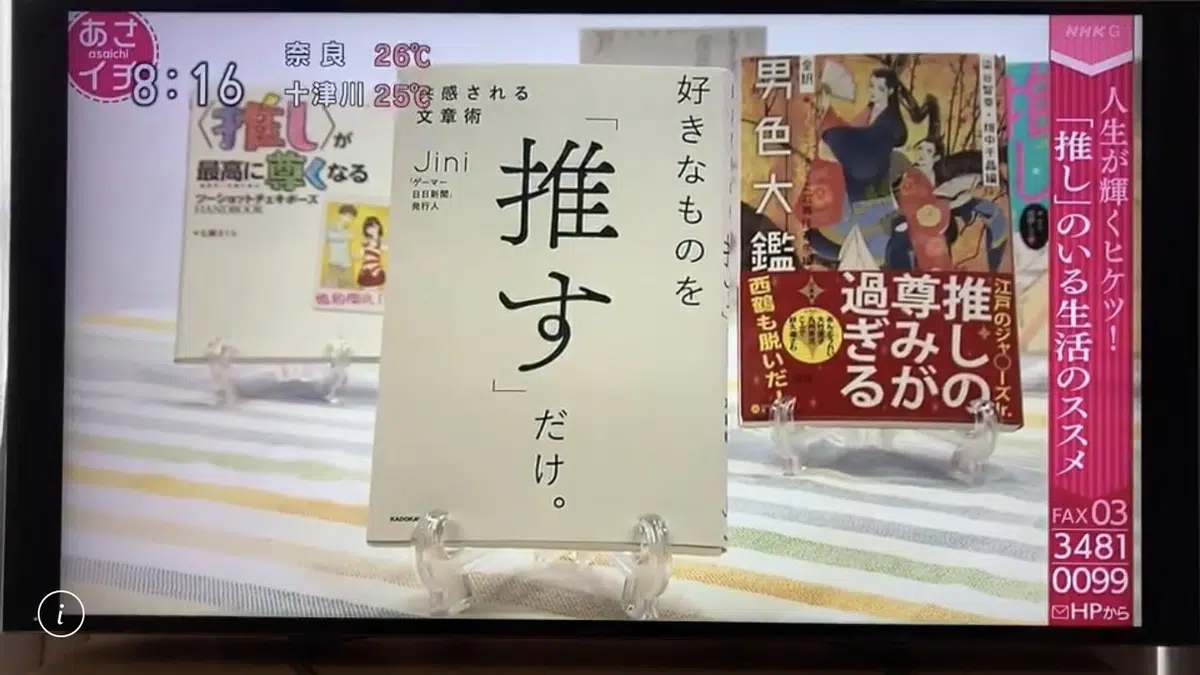 あさ
asaichi
イチ
8:16
奈良 26℃
十津川 25℃
NHK G
人生が輝くヒケツ!
「推し」のいる生活のススメ
FAX 03
3481
0099
HPから
〈推し〉が
最高に尊くなる
ツーショットチェキポーズ
HANDBOOK
好きなものを
「推す」だけ。
感される
文章術
Jini
「ゲーマー
日日新聞」
発行人
KADOKAWA
男色大鑑
西鶴も脱いだ!
江戸のジャ〇ーズJr.
推しの
尊みが
過ぎる
推し